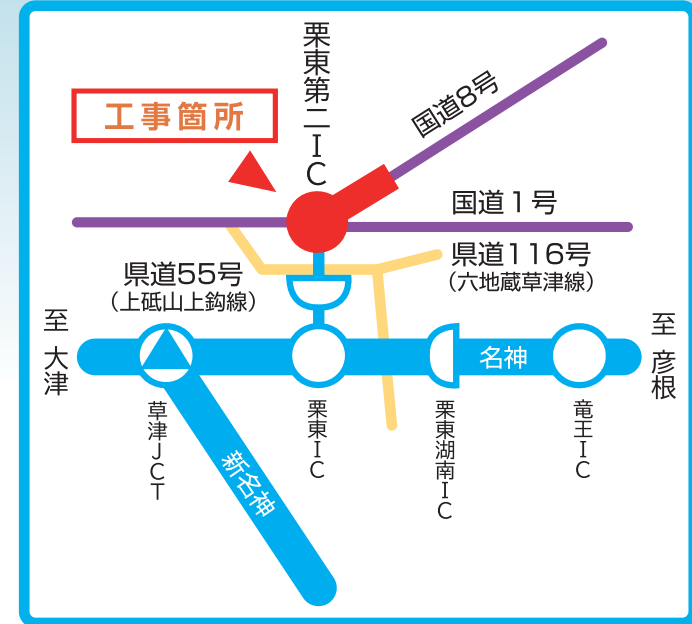 栗東第二IC
工事箇所
国道8号
国道1号
県道116号
(六地蔵草津線)
県道55号
(上砥山上鈎線)
至 大津
名神
至 彦根
草津JCT
新名神
栗東IC
栗東湖南IC
竜王IC